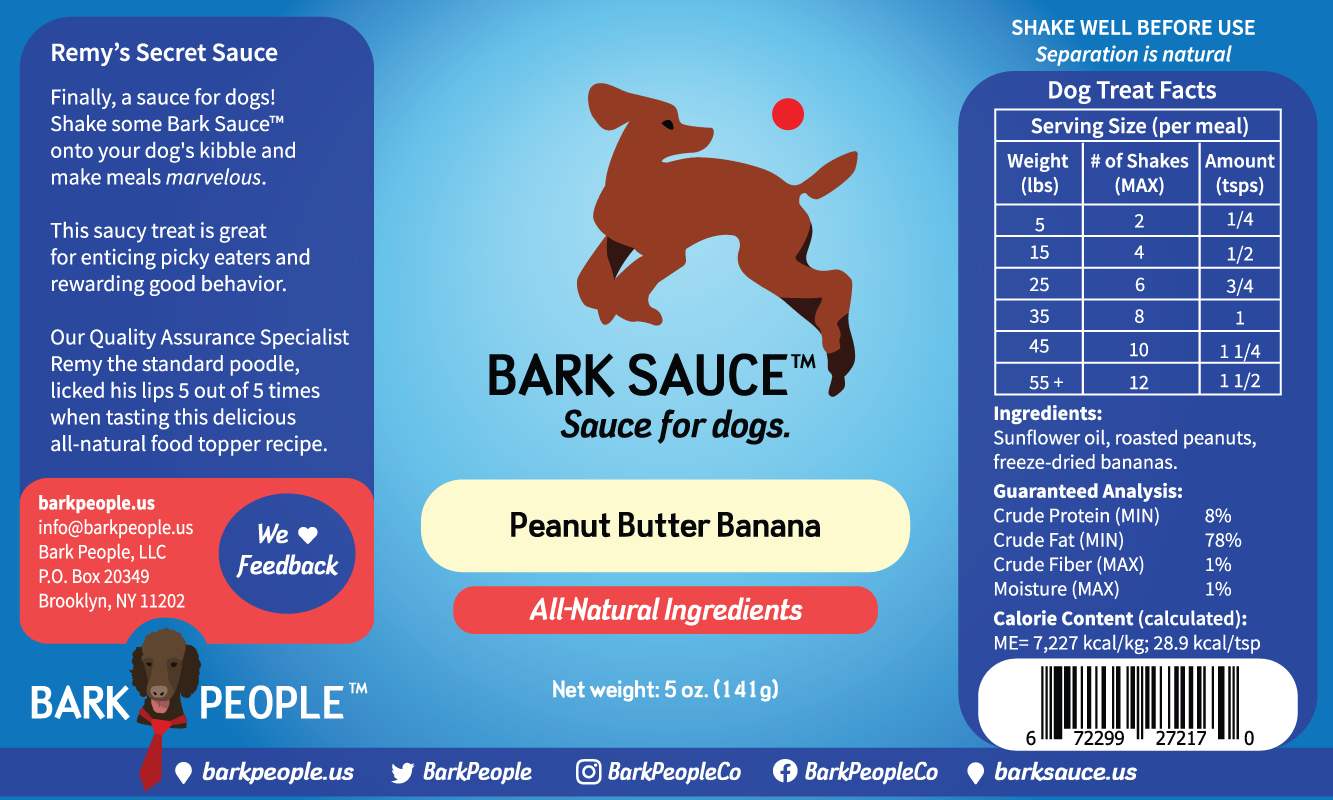 Remy's Secret Sauce
Finally, a sauce for dogs!
Shake some Bark Sauce™
onto your dog's kibble and
make meals marvelous.
This saucy treat is great
for enticing picky eaters and
rewarding good behavior.
Our Quality Assurance Specialist
Remy the standard poodle,
licked his lips 5 out of 5 times
when tasting this delicious
all-natural food topper recipe.
barkpeople.us
info@barkpeople.us
Bark People, LLC
P.O. Box 20349
Brooklyn, NY 11202
We ♥
Feedback
BARK PEOPLE™
BARK SAUCE™
Sauce for dogs.
Peanut Butter Banana
All-Natural Ingredients
Net weight: 5 oz. (141g)
SHAKE WELL BEFORE USE
Separation is natural
Dog Treat Facts
Serving Size (per meal)
Weight # of Shakes Amount
(lbs) (MAX) (tsps)
5 2 1/4
15 4 1/2
25 6 3/4
35 8 1
45 10 1 1/4
55 + 12 1 1/2
Ingredients:
Sunflower oil, roasted peanuts,
freeze-dried bananas.
Guaranteed Analysis:
Crude Protein (MIN) 8%
Crude Fat (MIN) 78%
Crude Fiber (MAX) 1%
Moisture (MAX) 1%
Calorie Content (calculated):
ME= 7,227 kcal/kg; 28.9 kcal/tsp
6 72299 27217 0
barkpeople.us BarkPeople BarkPeopleCo BarkPeopleCo barksauce.us